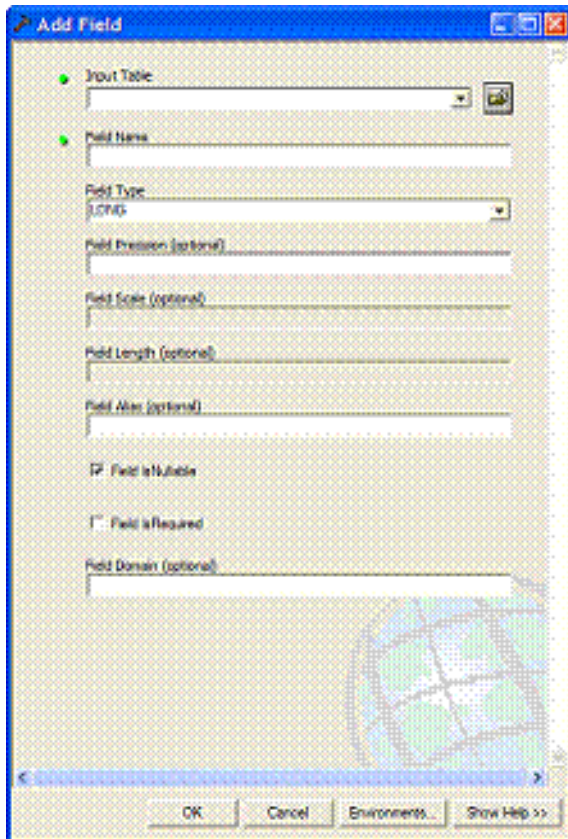 Add Field
Input Table
Field Name
Field Type
LONG
Field Precision (optional)
Field Scale (optional)
Field Length (optional)
Field Alias (optional)
Field IsNullable
Field IsRequired
Field Domain (optional)
OK Cancel Environments... Show Help >>